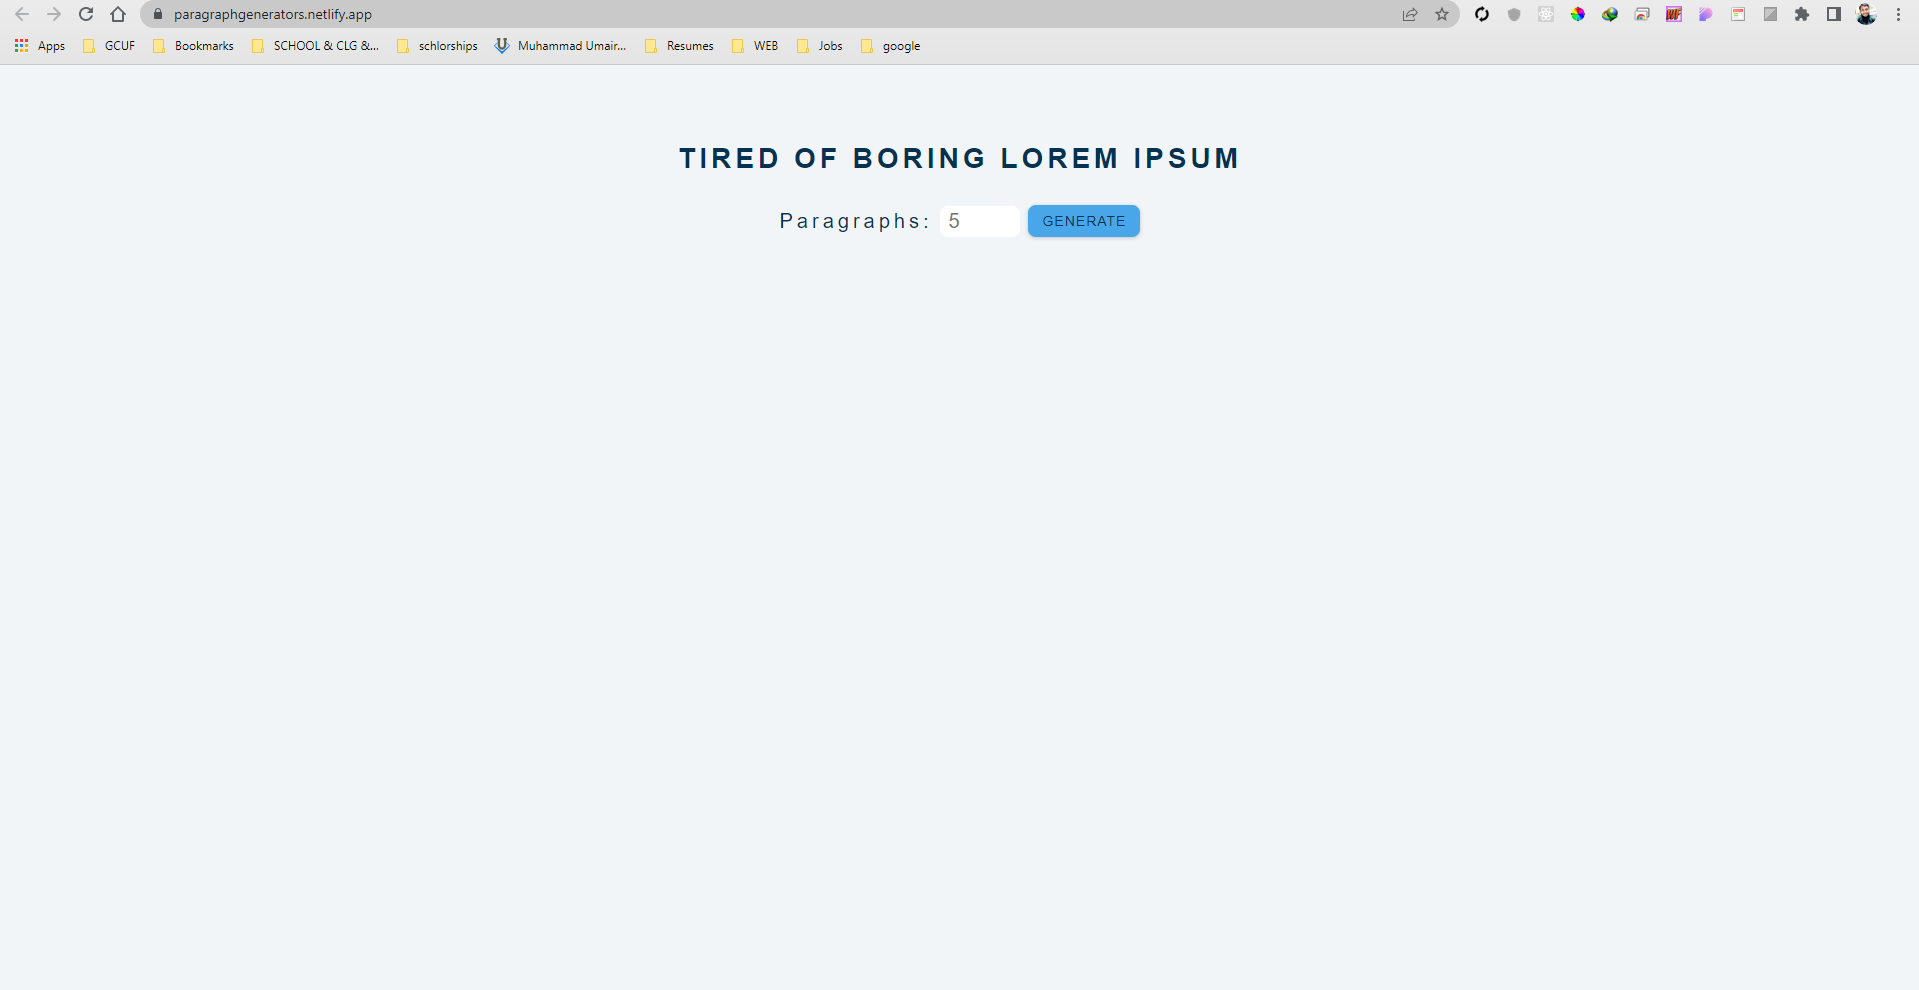 paragraphgenerators.netlify.app
Apps GCUF Bookmarks SCHOOL & CLG &... schlorships Muhammad Umair... Resumes WEB Jobs google
TIRED OF BORING LOREM IPSUM
Paragraphs: 5 GENERATE